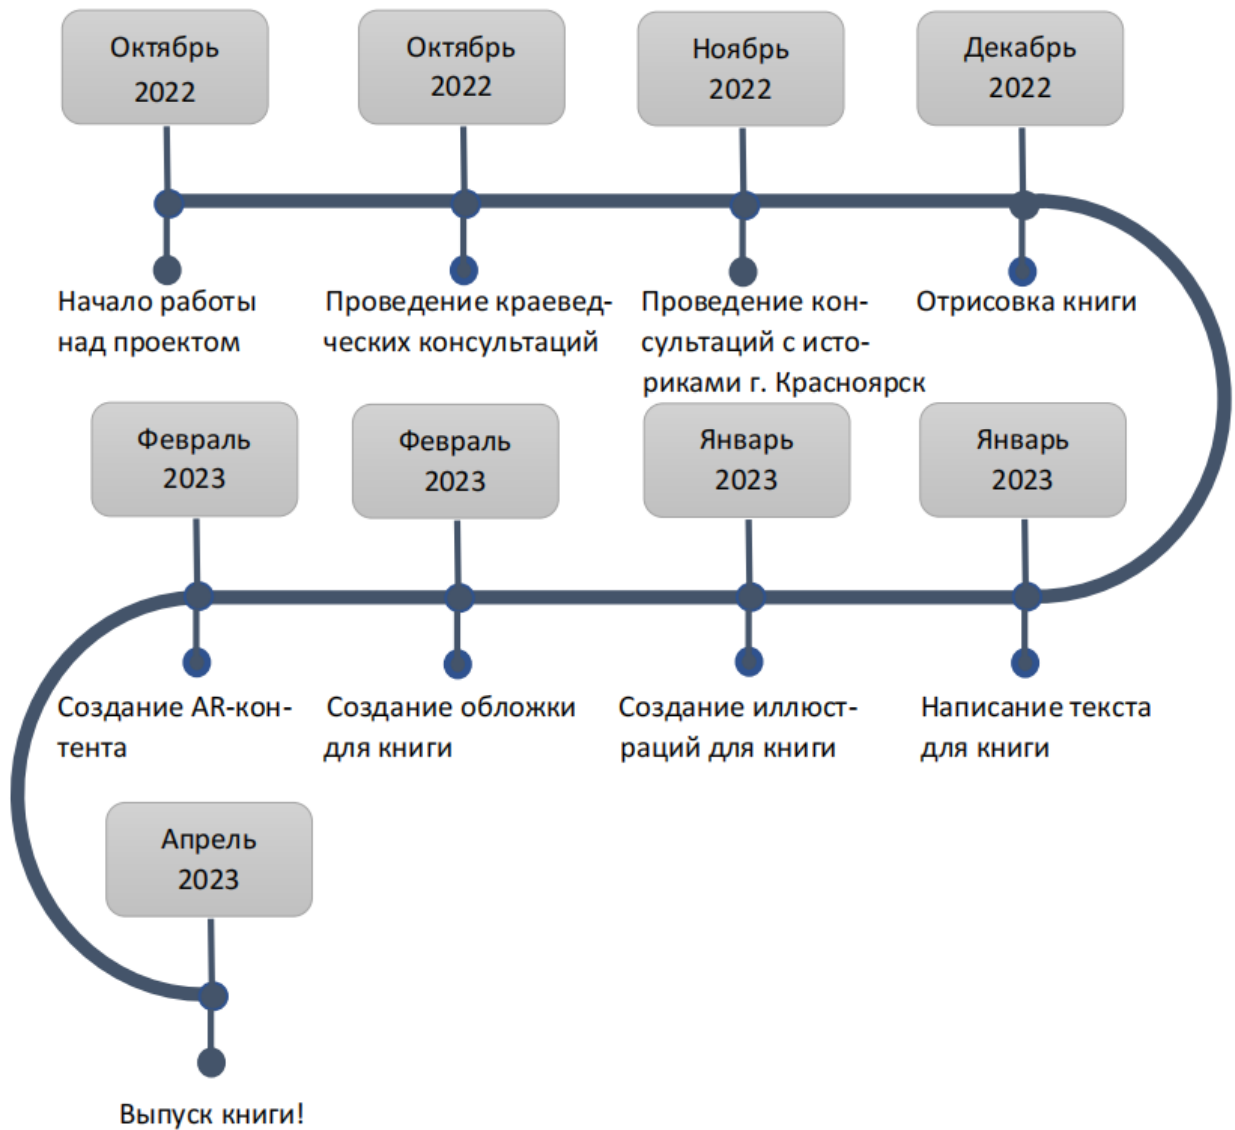 Октябрь
2022
Октябрь
2022
Ноябрь
2022
Декабрь
2022
Начало работы
над проектом
Проведение краевед-
ческих консультаций
Проведение кон-
сультаций с исто-
риками г. Красноярск
Отрисовка книги
Февраль
2023
Февраль
2023
Январь
2023
Январь
2023
Создание AR-кон-
тента
Создание обложки
для книги
Создание иллюст-
раций для книги
Написание текста
для книги
Апрель
2023
Выпуск книги!